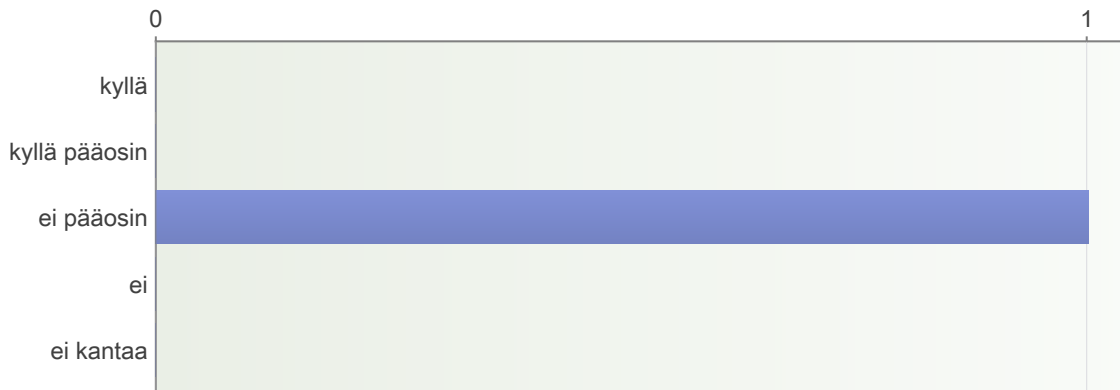 0 1
kyllä
kyllä pääosin
ei pääosin
ei
ei kantaa